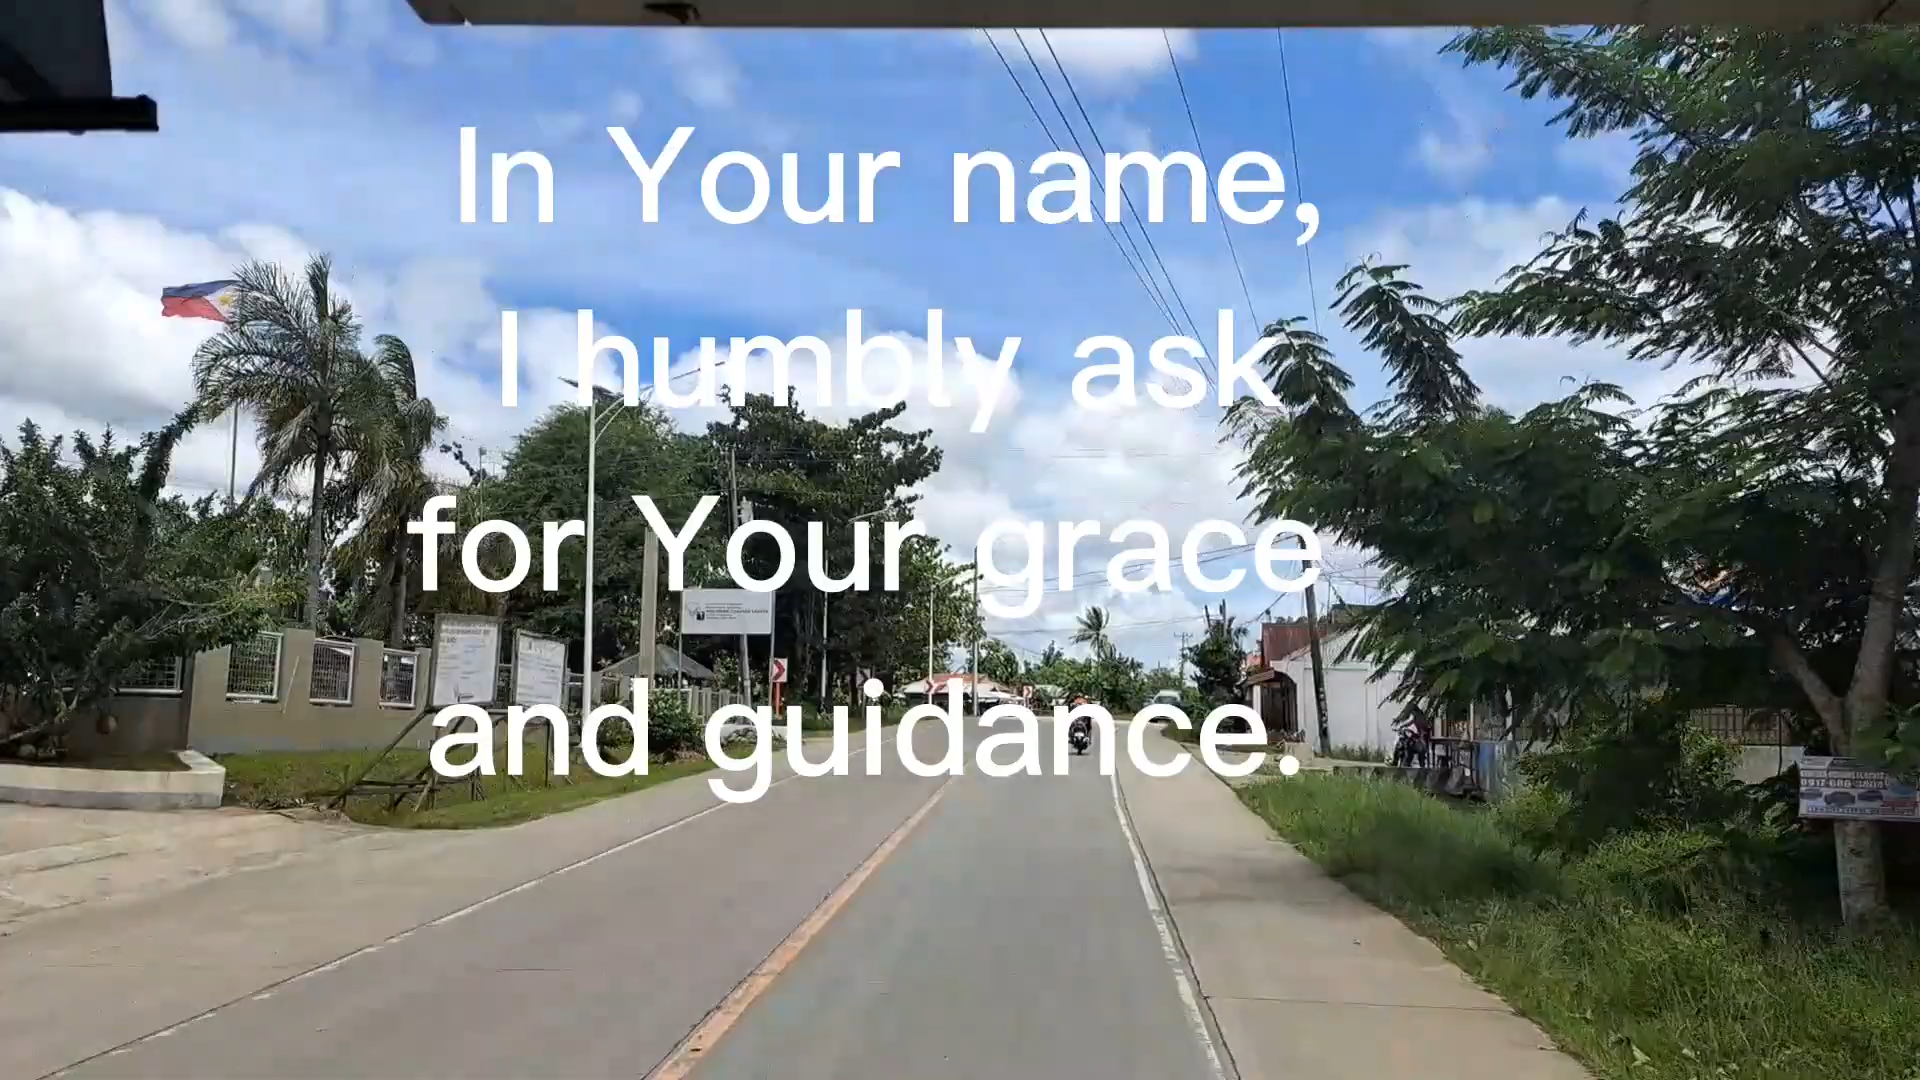 In Your name,
I humbly ask
for Your grace
and guidance.